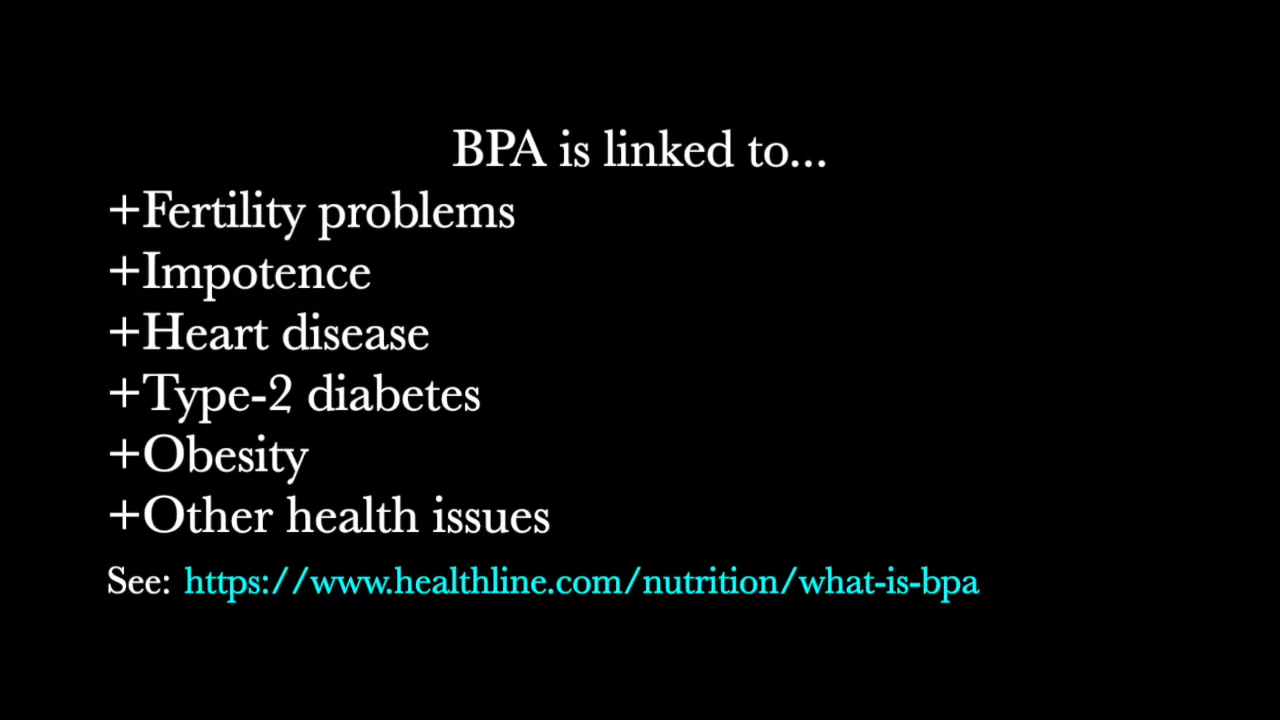 BPA is linked to...
+Fertility problems
+Impotence
+Heart disease
+Type-2 diabetes
+Obesity
+Other health issues
See: https://www.healthline.com/nutrition/what-is-bpa